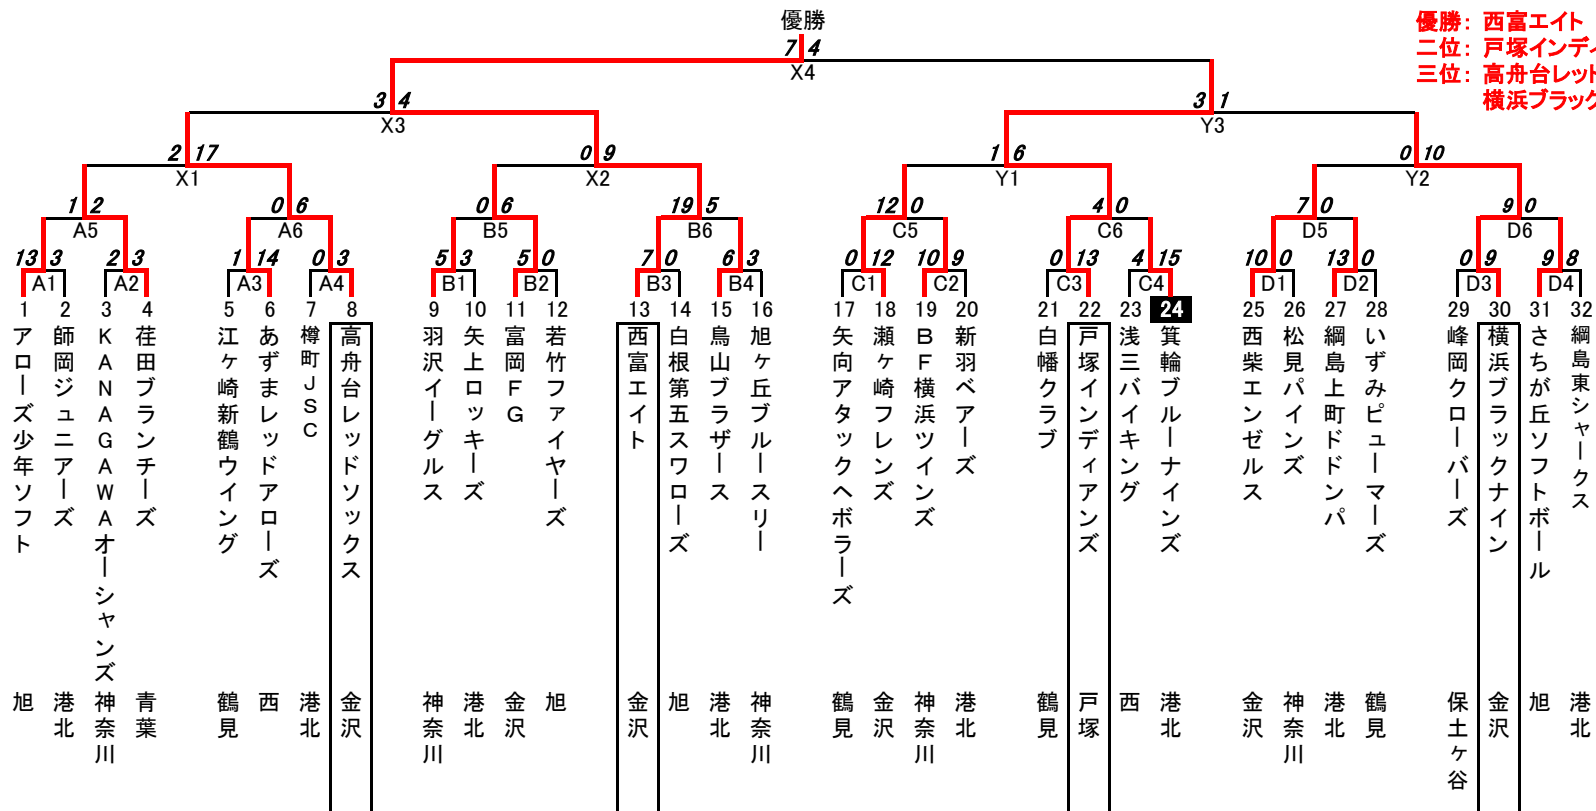 優勝
優勝： 西富エイト
二位： 戸塚インディ
三位： 高舟台レット
横浜ブラック
7 4
X4
3 4
X3
3 1
Y3
2 17
X1
0 9
X2
1 6
Y1
0 10
Y2
1 2
A5
0 6
A6
0 6
B5
19 5
B6
12 0
C5
4 0
C6
7 0
D5
9 0
D6
13 3
A1
2 3
A2
1 14
A3
0 3
A4
5 3
B1
5 0
B2
7 0
B3
6 3
B4
0 12
C1
10 9
C2
0 13
C3
4 15
C4
10 0
D1
13 0
D2
0 9
D3
9 8
D4
1 アローズ少年ソフト 旭
2 師岡ジュニアーズ 港北
3 KANAGAWAオーシャンズ 神奈川
4 荏田ブランチーズ 青葉
5 江ヶ崎新鶴ウイング 鶴見
6 あずまレッドアローズ 西
7 樽町JSC 港北
8 高舟台レッドソックス 金沢
9 羽沢イーグルス 神奈川
10 矢上ロッキーズ 港北
11 富岡FG 金沢
12 若竹ファイヤーズ 旭
13 西富エイト 金沢
14 白根第五スワローズ 旭
15 鳥山ブラザース 港北
16 旭ヶ丘ブルースリー 神奈川
17 矢向アタックヘボラーズ 鶴見
18 瀬ヶ崎フレンズ 金沢
19 BF横浜ツインズ 神奈川
20 新羽ベアーズ 港北
21 白幡クラブ 鶴見
22 戸塚インディアンズ 戸塚
23 浅三バイキング 西
24 箕輪ブルーナインズ 港北
25 西柴エンゼルス 金沢
26 松見パインズ 神奈川
27 綱島上町ドドンパ 港北
28 いずみピューマーズ 鶴見
29 峰岡クローバーズ 保土ヶ谷
30 横浜ブラックナイン 金沢
31 さちが丘ソフトボール 旭
32 綱島東シャークス 港北